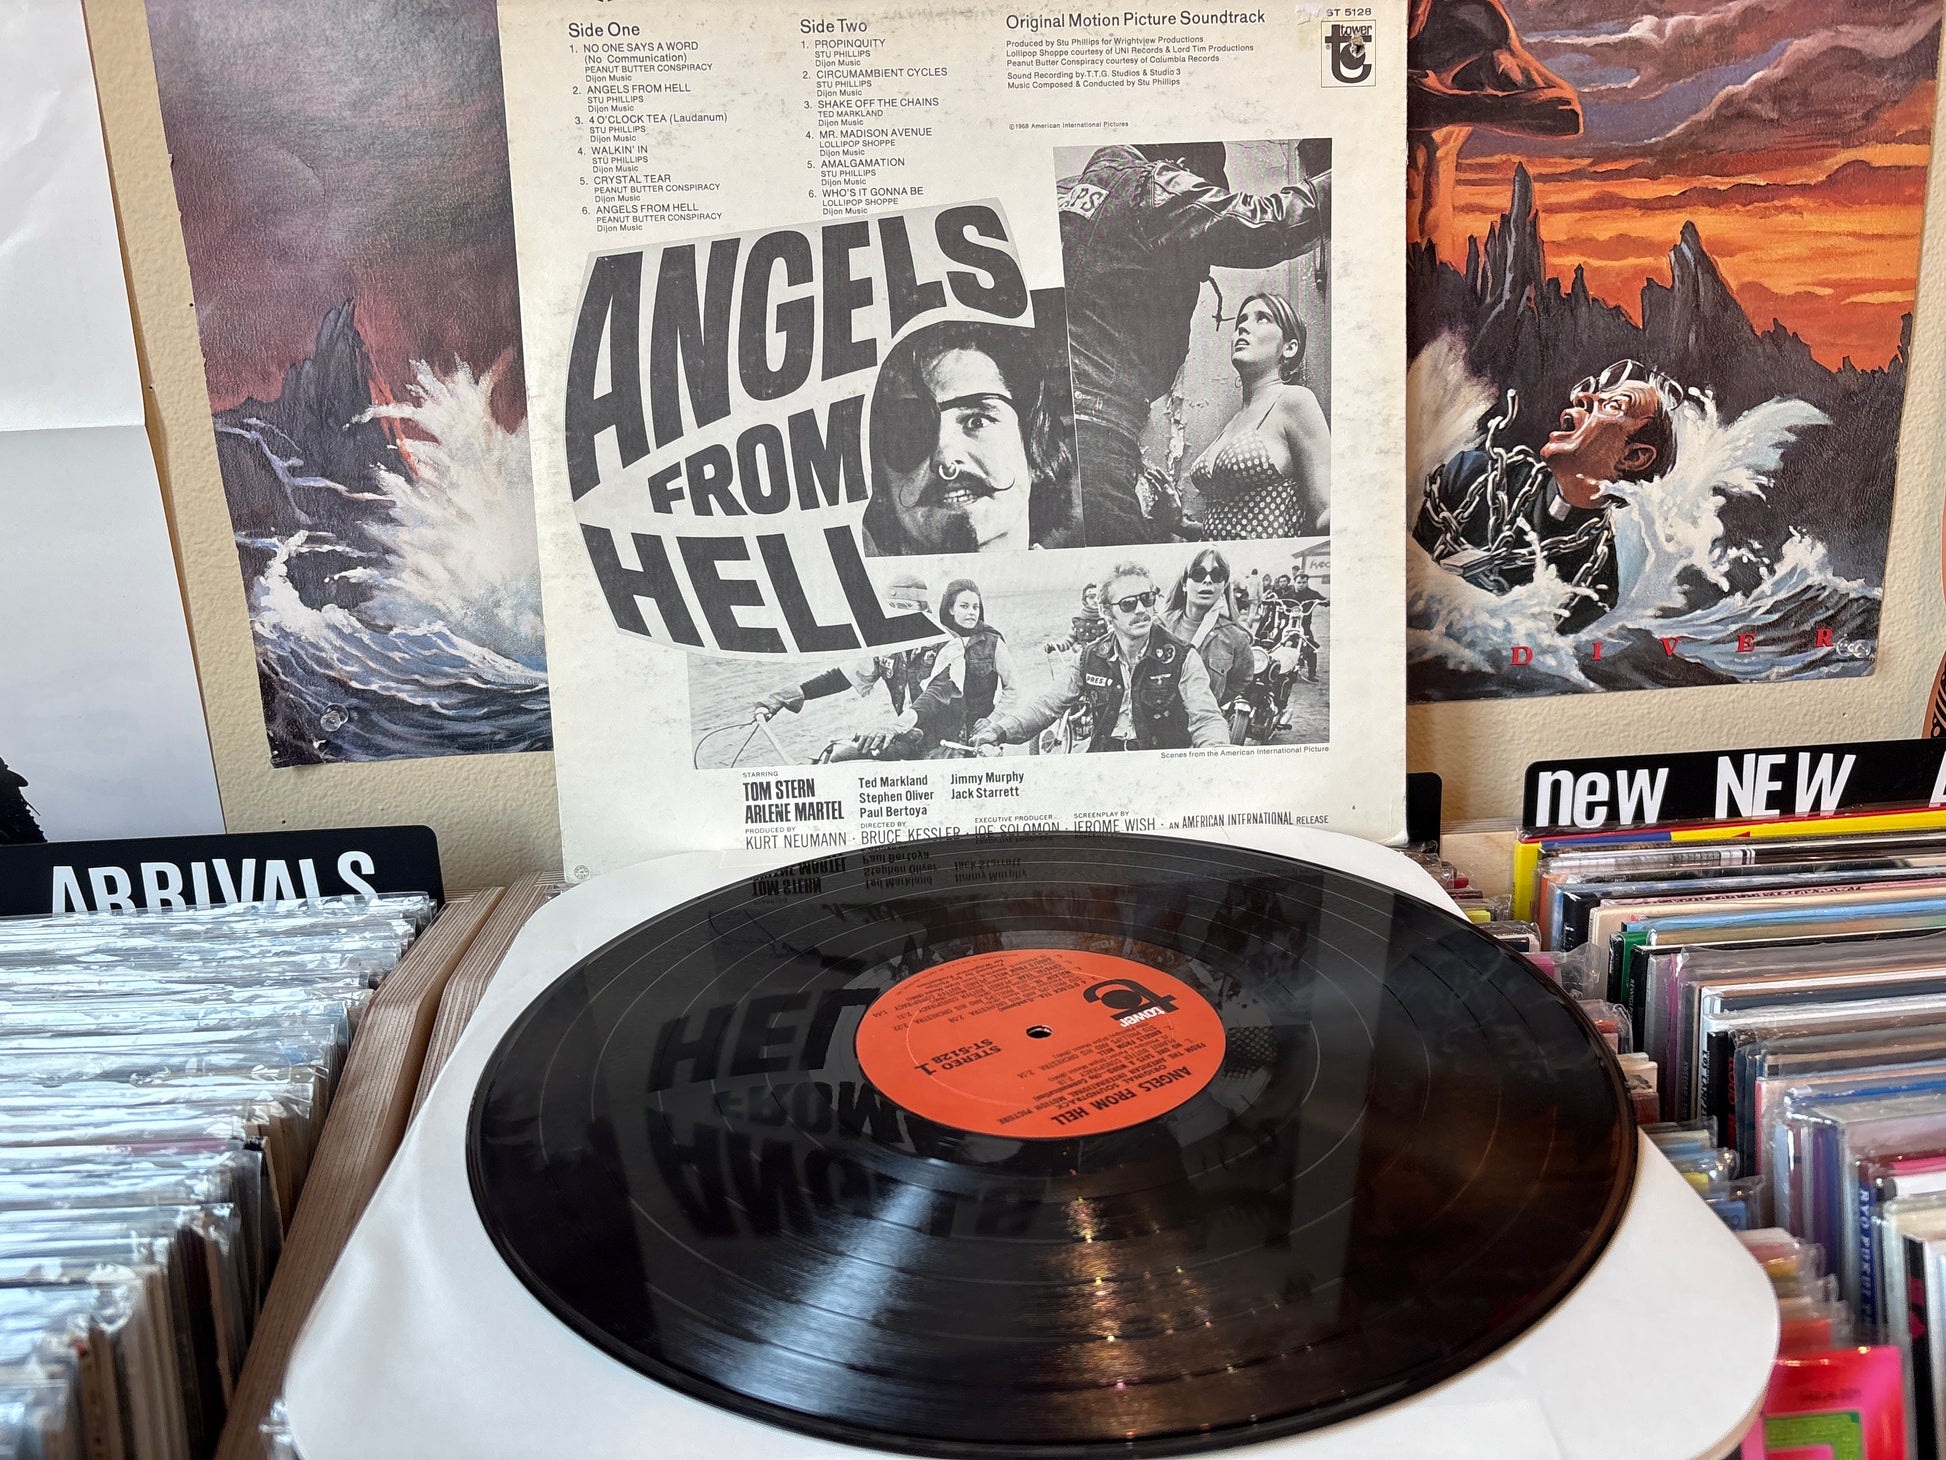 Side One
1. NO ONE SAYS A WORD
(No Communication)
PEANUT BUTTER CONSPIRACY
Dijon Music
2. ANGELS FROM HELL
STU PHILLIPS
Dijon Music
3. 4 O'CLOCK TEA (Laudanum)
STU PHILLIPS
Dijon Music
4. WALKIN' IN
STU PHILLIPS
Dijon Music
5. CRYSTAL TEAR
PEANUT BUTTER CONSPIRACY
Dijon Music
6. ANGELS FROM HELL
PEANUT BUTTER CONSPIRACY
Dijon Music
Side Two
1. PROPINQUITY
STU PHILLIPS
Dijon Music
2. CIRCUMAMBIENT CYCLES
STU PHILLIPS
Dijon Music
3. SHAKE OFF THE CHAINS
TED MARKLAND
Dijon Music
4. MR. MADISON AVENUE
LOLLIPOP SHOPPE
Dijon Music
5. AMALGAMATION
STU PHILLIPS
Dijon Music
6. WHO'S IT GONNA BE
LOLLIPOP SHOPPE
Dijon Music
Original Motion Picture Soundtrack
Produced by Stu Phillips for Wrightview Productions
Lollipop Shoppe courtesy of UNI Records & Lord Tim Productions
Peanut Butter Conspiracy courtesy of Columbia Records
Sound Recording by T.T.G. Studios & Studio 3
Music Composed & Conducted by Stu Phillips
©1968 American International Pictures
ST 5128
tower
ANGELS
FROM
HELL
Scenes from the American International Picture
STARRING
TOM STERN
ARLENE MARTEL
Ted Markland
Stephen Oliver
Paul Bertoya
Jimmy Murphy
Jack Starrett
6
PRODUCED BY
KURT NEUMANN ·
DIRECTED BY
BRUCE KESSLER ·
EXECUTIVE PRODUCER
JOE SOLOMON ·
SCREENPLAY BY
JEROME WISH ·
AN AMERICAN INTERNATIONAL RELEASE
DIVER
ARRIVALS
new NEW
tower
STEREO 1
ST-5128
ANGELS FROM HELL
ORIGINAL SOUNDTRACK
FROM THE AMERICAN INTERNATIONAL MOTION PICTURE